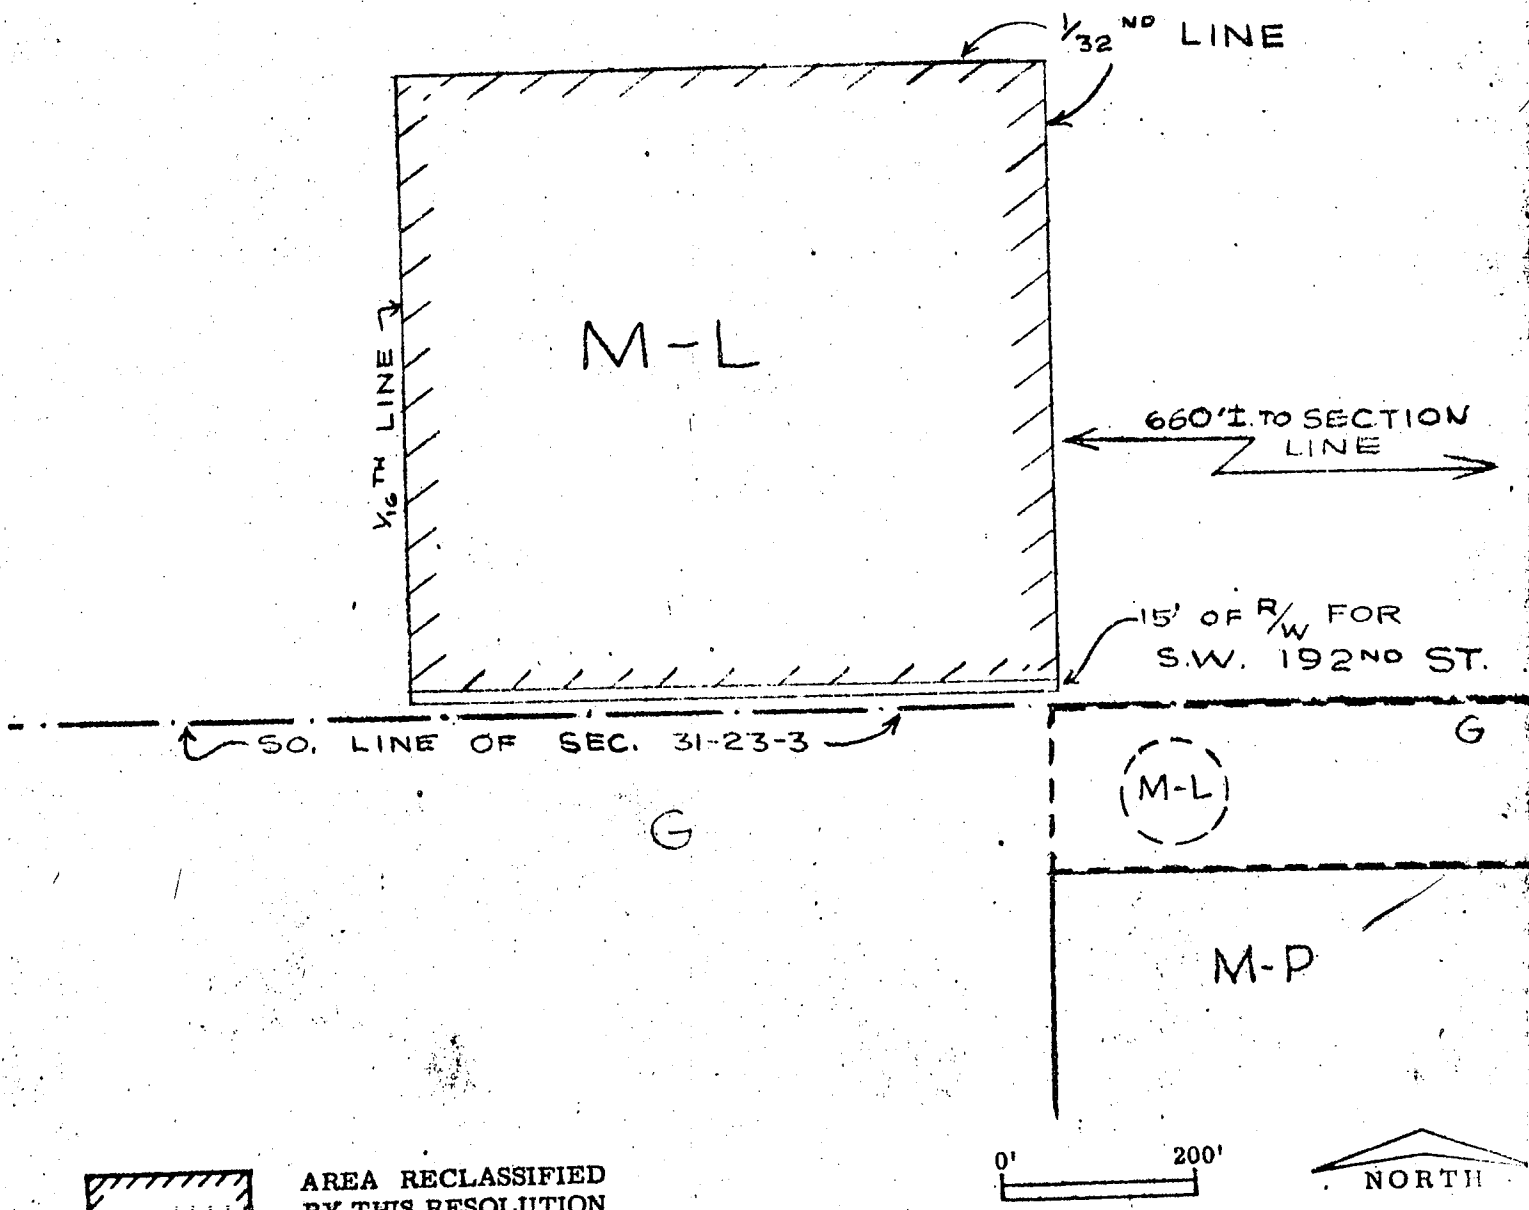 1/32ND LINE
M-L
1/16TH LINE
660'± TO SECTION
LINE
15' OF R/W FOR
S.W. 192ND ST.
SO. LINE OF SEC. 31-23-3
G
M-L
G
M-P
AREA RECLASSIFIED
BY THIS RESOLUTION
0' 200'
NORTH